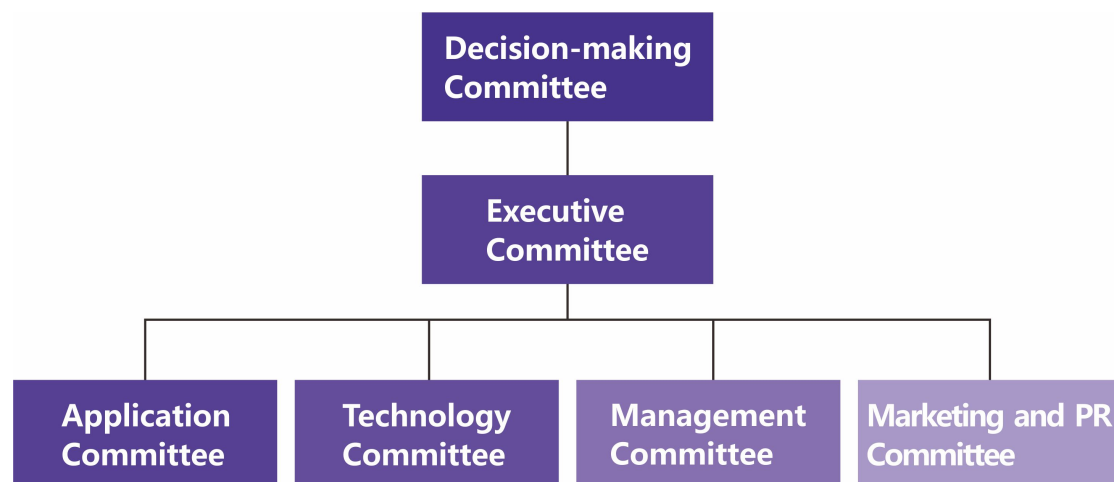 Decision-making
Committee
Executive
Committee
Application
Committee
Technology
Committee
Management
Committee
Marketing and PR
Committee